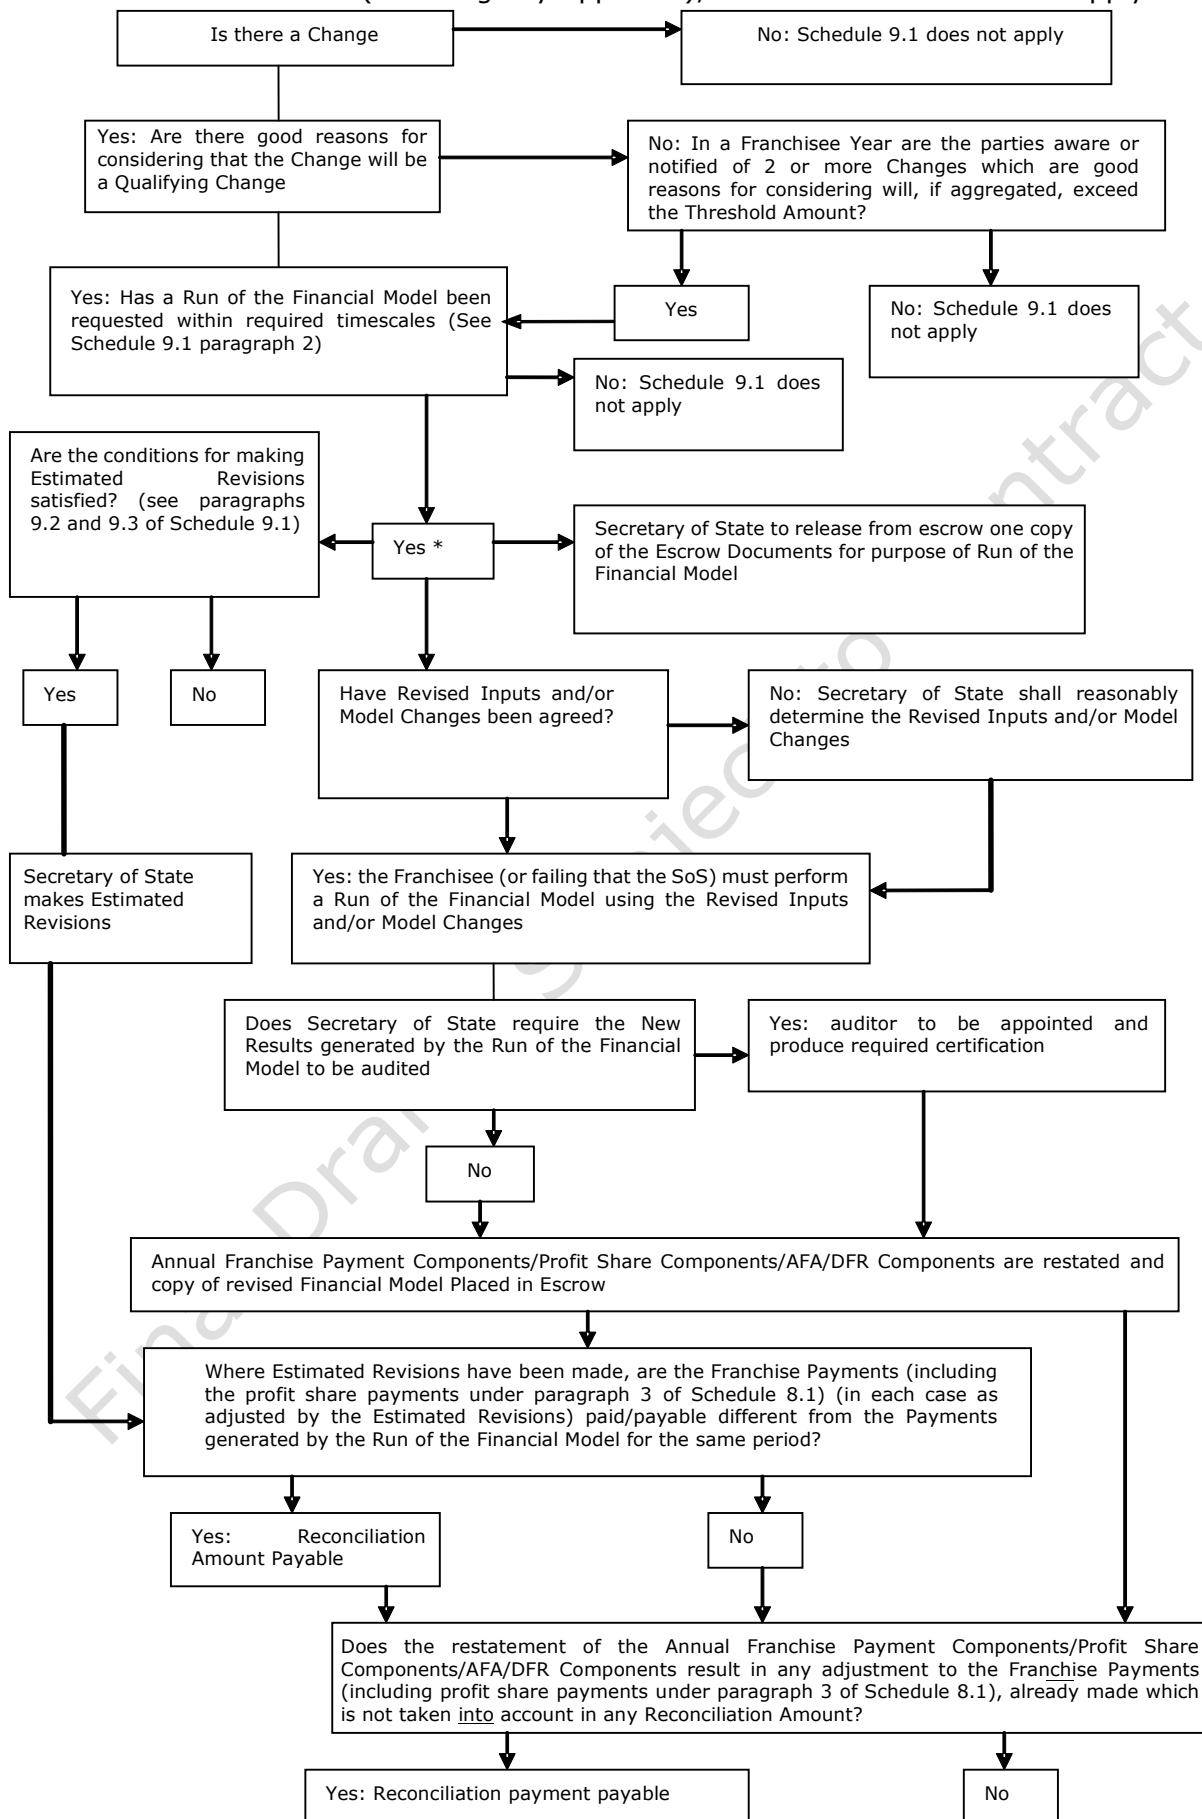 Is there a Change
No: Schedule 9.1 does not apply
Yes: Are there good reasons for
considering that the Change will be
a Qualifying Change
No: In a Franchisee Year are the parties aware or
notified of 2 or more Changes which are good
reasons for considering will, if aggregated, exceed
the Threshold Amount?
Yes: Has a Run of the Financial Model been
requested within required timescales (See
Schedule 9.1 paragraph 2)
Yes
No: Schedule 9.1 does
not apply
No: Schedule 9.1 does
not apply
Are the conditions for making
Estimated Revisions
satisfied? (see paragraphs
9.2 and 9.3 of Schedule 9.1)
Yes *
Secretary of State to release from escrow one copy
of the Escrow Documents for purpose of Run of the
Financial Model
Yes
No
Have Revised Inputs and/or
Model Changes been agreed?
No: Secretary of State shall reasonably
determine the Revised Inputs and/or Model
Changes
Secretary of State
makes Estimated
Revisions
Yes: the Franchisee (or failing that the SoS) must perform
a Run of the Financial Model using the Revised Inputs
and/or Model Changes
Does Secretary of State require the New
Results generated by the Run of the Financial
Model to be audited
Yes: auditor to be appointed and
produce required certification
No
Annual Franchise Payment Components/Profit Share Components/AFA/DFR Components are restated and
copy of revised Financial Model Placed in Escrow
Where Estimated Revisions have been made, are the Franchise Payments (including
the profit share payments under paragraph 3 of Schedule 8.1) (in each case as
adjusted by the Estimated Revisions) paid/payable different from the Payments
generated by the Run of the Financial Model for the same period?
Yes: Reconciliation
Amount Payable
No
Does the restatement of the Annual Franchise Payment Components/Profit Share
Components/AFA/DFR Components result in any adjustment to the Franchise Payments
(including profit share payments under paragraph 3 of Schedule 8.1), already made which
is not taken into account in any Reconciliation Amount?
Yes: Reconciliation payment payable
No